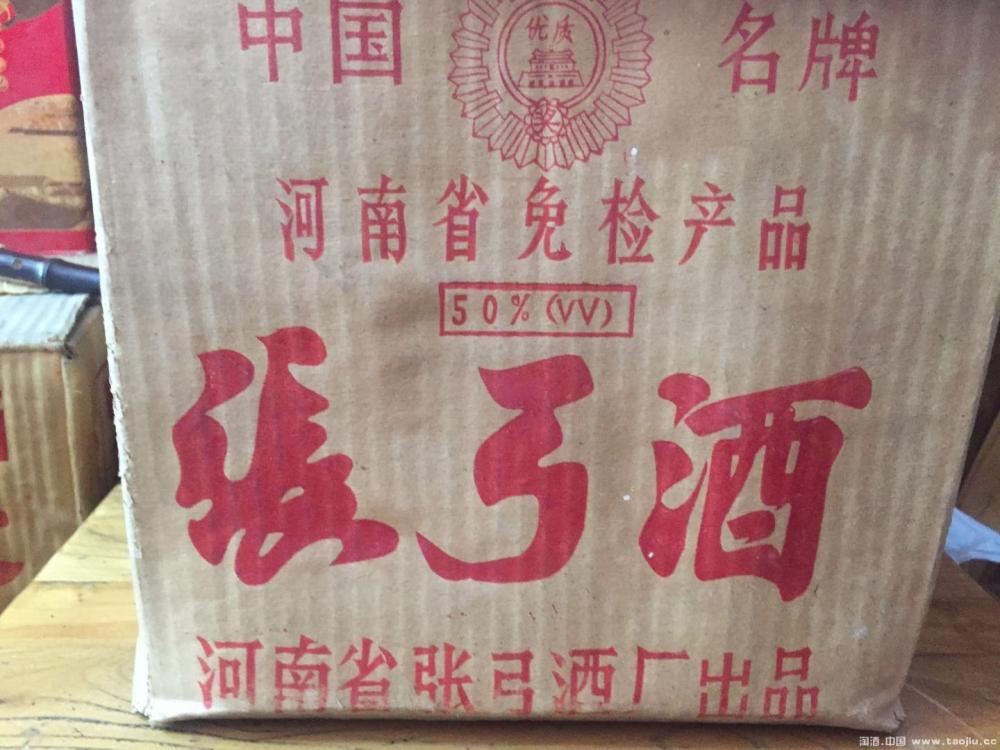 中国 名牌
优质
奖
河南省免检产品
50%(VV)
張弓酒
河南省张弓酒厂出品
淘酒.中国 www.taojiu.cc